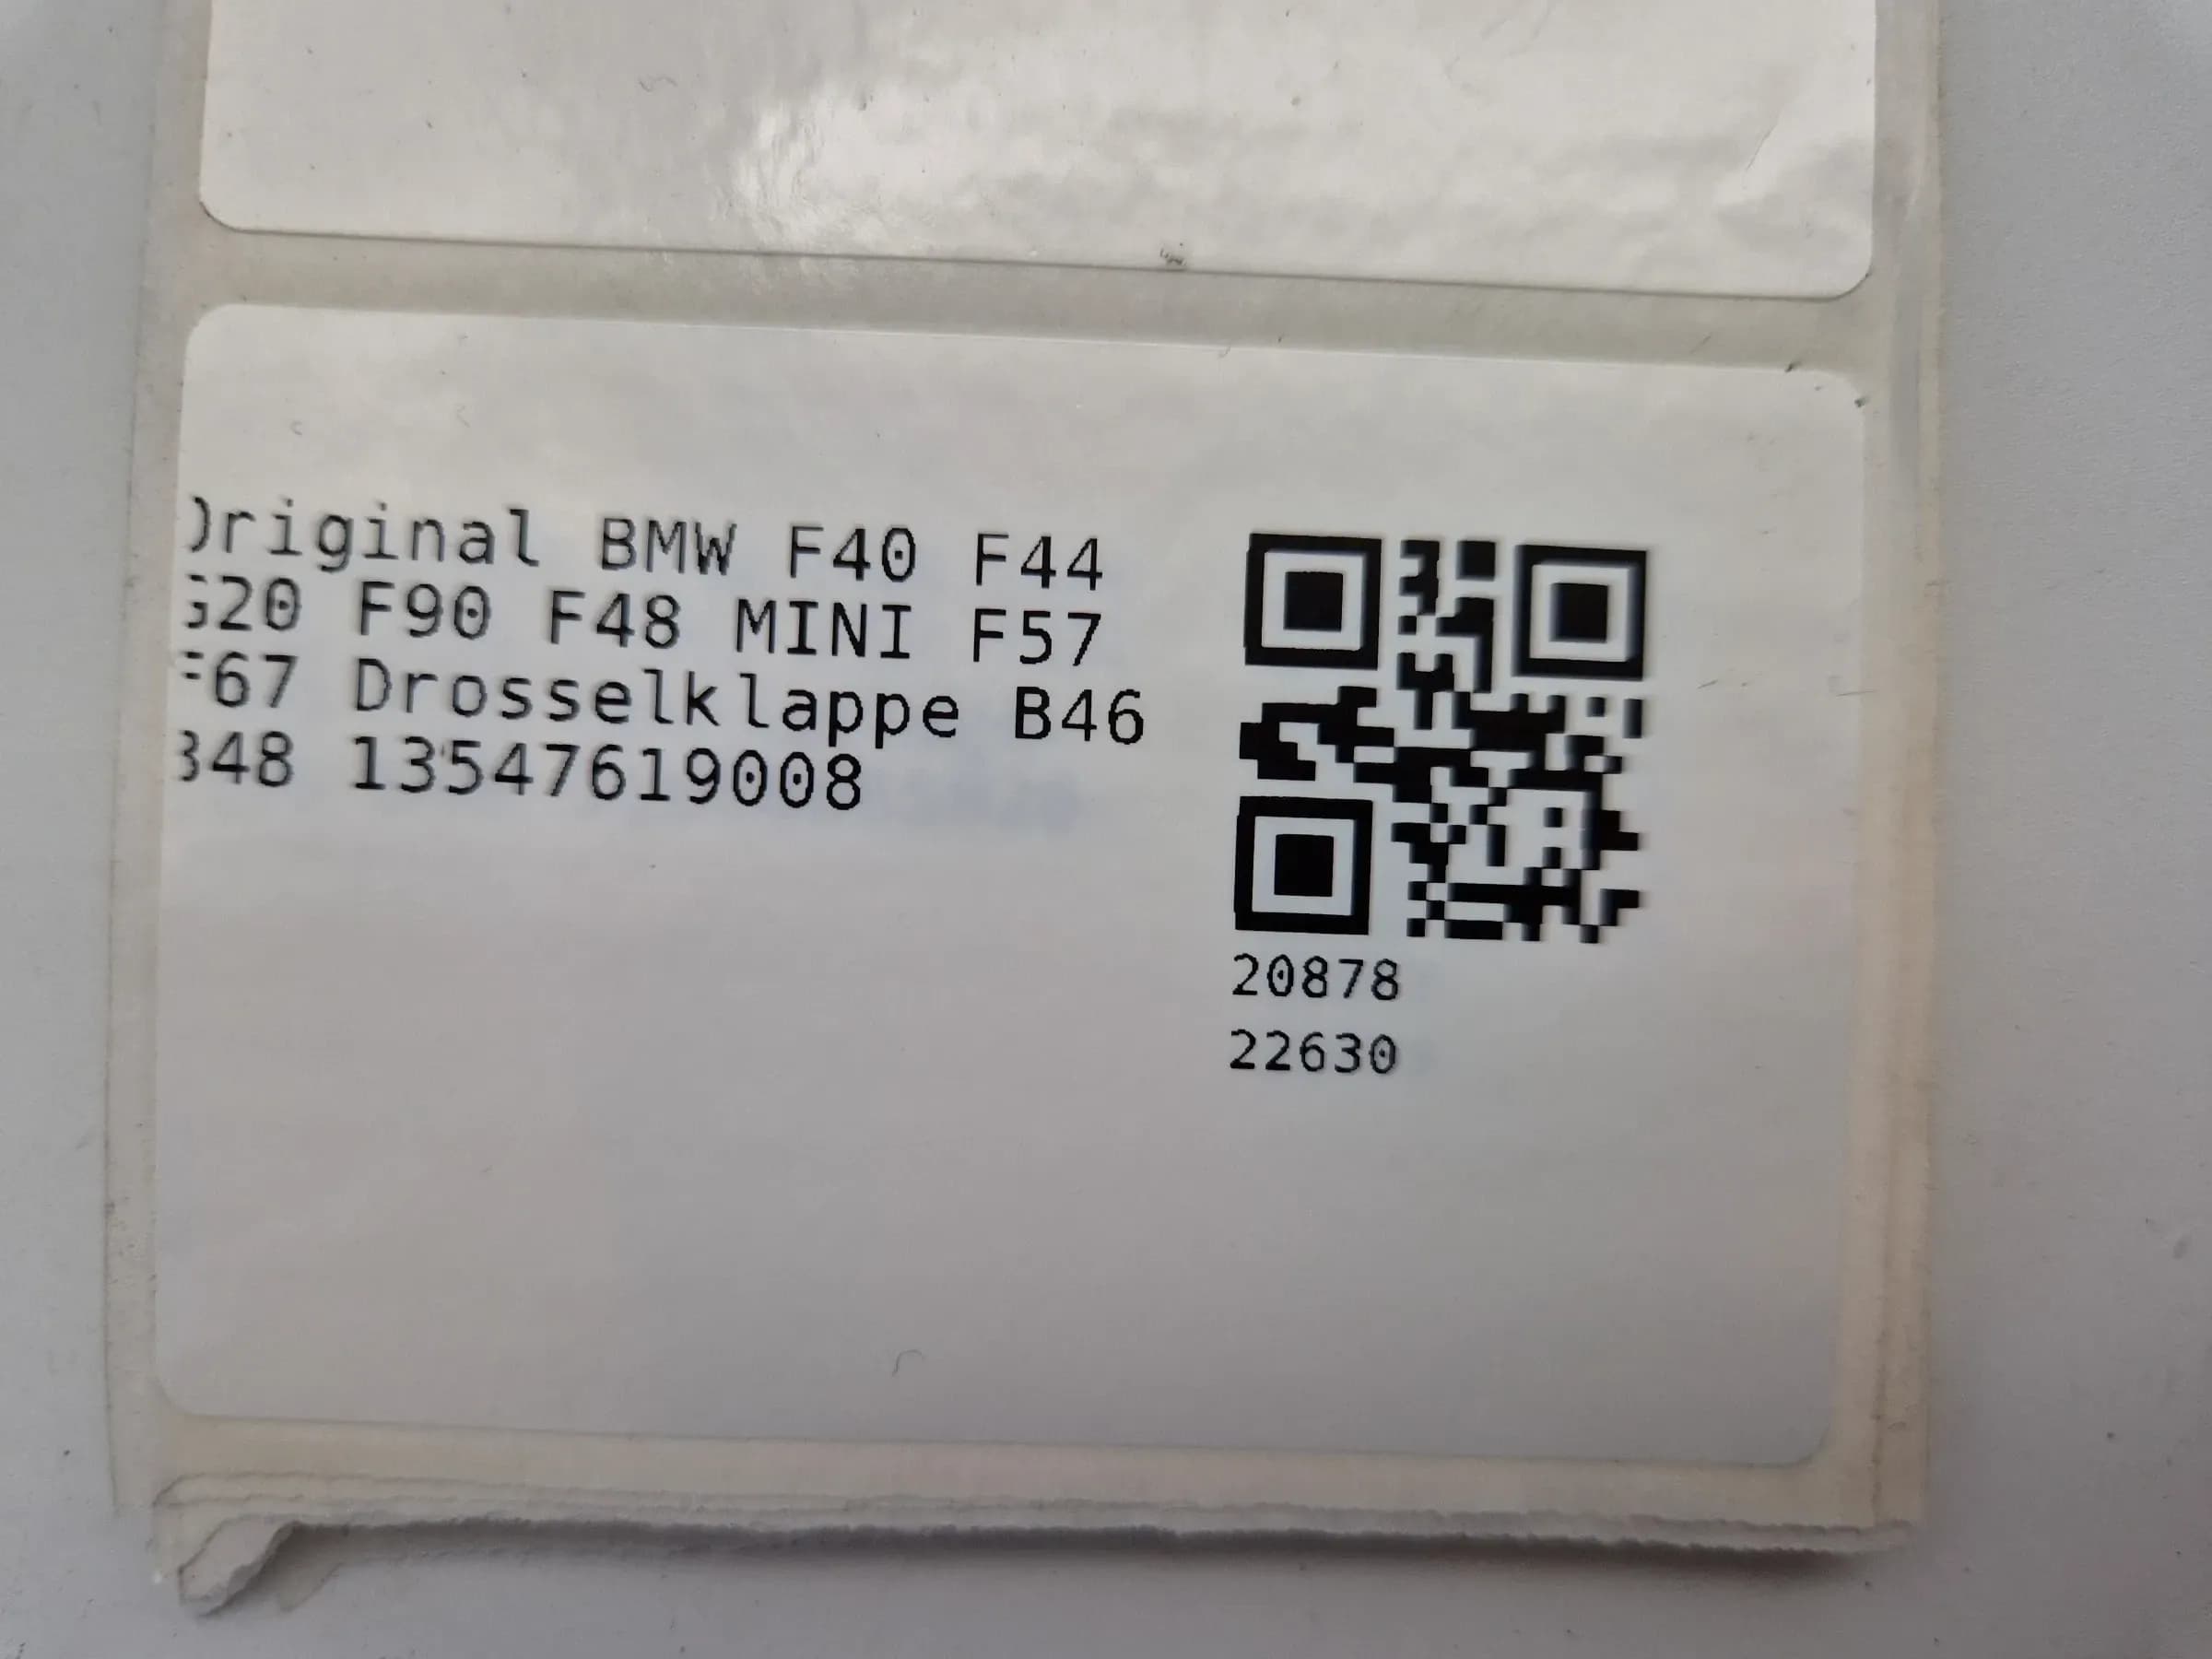 Original BMW F40 F44
G20 F90 F48 MINI F57
F67 Drosselklappe B46
B48 13547619008
20878
22630